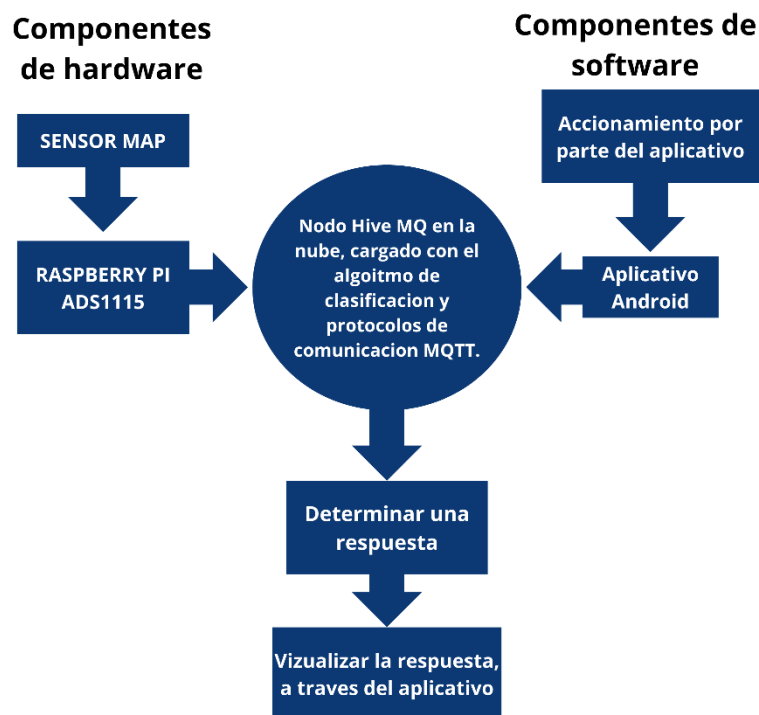 Componentes
de hardware
Componentes de
software
SENSOR MAP
Accionamiento por
parte del aplicativo
RASPBERRY PI
ADS1115
Nodo Hive MQ en la
nube, cargado con el
algoitmo de
clasificacion y
protocolos de
comunicacion MQTT.
Aplicativo
Android
Determinar una
respuesta
Vizualizar la respuesta,
a traves del aplicativo